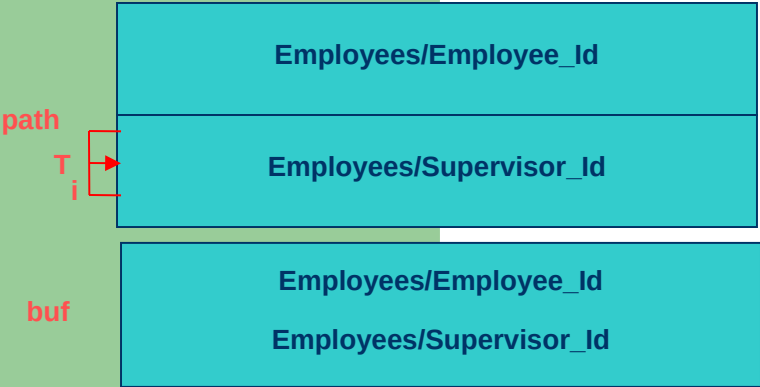 Employees/Employee_Id
path
T
i
Employees/Supervisor_Id
Employees/Employee_Id
buf
Employees/Supervisor_Id